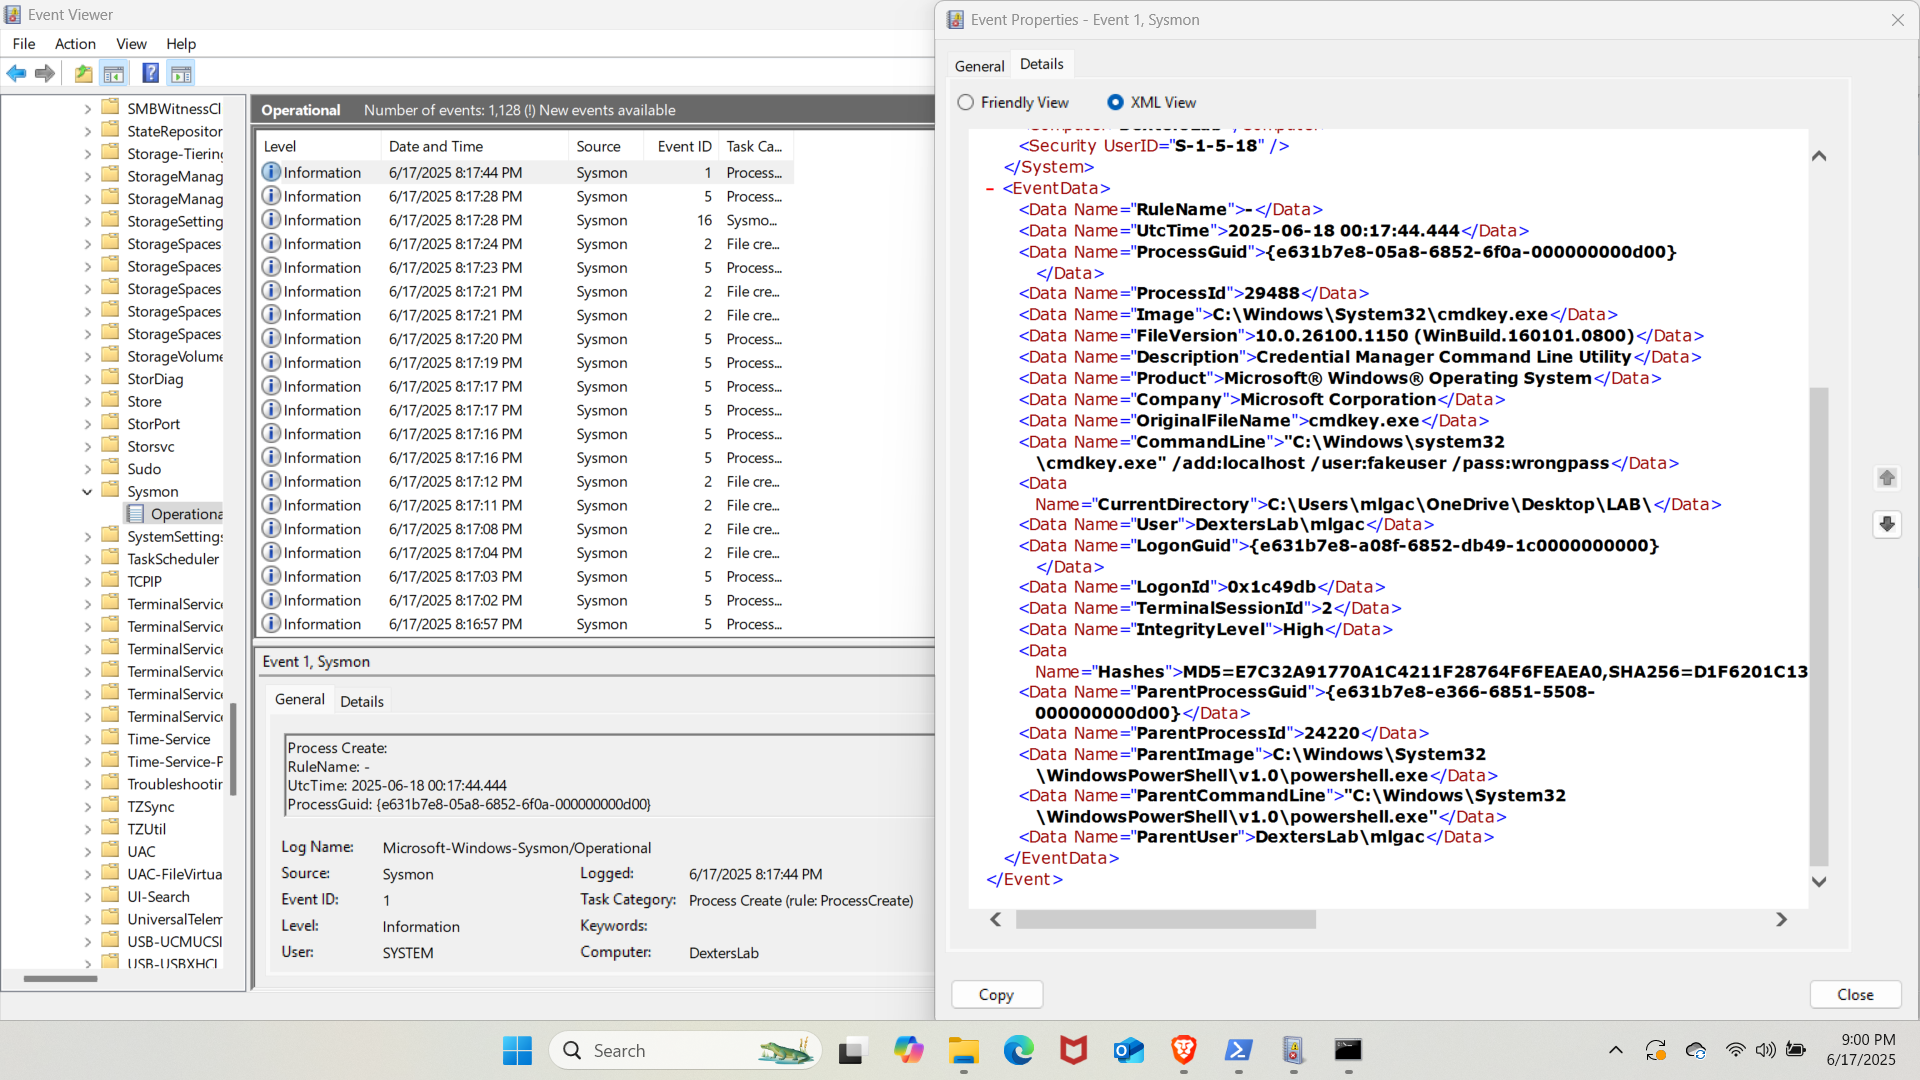 Event Viewer
File Action View Help
SMBWitnessCl
StateRepositor
Storage-Tiering
StorageManag
StorageManag
StorageSetting
StorageSpaces
StorageSpaces
StorageSpaces
StorageSpaces
StorageSpaces
StorageVolume
StorDiag
Store
StorPort
Storsvc
Sudo
Sysmon
Operationa
SystemSettings
TaskScheduler
TCPIP
TerminalService
TerminalService
TerminalService
TerminalService
TerminalService
TerminalService
Time-Service
Time-Service-P
Troubleshootin
TZSync
TZUtil
UAC
UAC-FileVirtua
UI-Search
UniversalTelem
USB-UCMUCSI
USB-USBXHCI
Operational Number of events: 1,128 (!) New events available
Level Date and Time Source Event ID Task Ca...
Information 6/17/2025 8:17:44 PM Sysmon 1 Process...
Information 6/17/2025 8:17:28 PM Sysmon 5 Process...
Information 6/17/2025 8:17:28 PM Sysmon 16 Sysmo...
Information 6/17/2025 8:17:24 PM Sysmon 2 File cre...
Information 6/17/2025 8:17:23 PM Sysmon 5 Process...
Information 6/17/2025 8:17:21 PM Sysmon 2 File cre...
Information 6/17/2025 8:17:21 PM Sysmon 2 File cre...
Information 6/17/2025 8:17:20 PM Sysmon 5 Process...
Information 6/17/2025 8:17:19 PM Sysmon 5 Process...
Information 6/17/2025 8:17:17 PM Sysmon 5 Process...
Information 6/17/2025 8:17:17 PM Sysmon 5 Process...
Information 6/17/2025 8:17:16 PM Sysmon 5 Process...
Information 6/17/2025 8:17:16 PM Sysmon 5 Process...
Information 6/17/2025 8:17:12 PM Sysmon 2 File cre...
Information 6/17/2025 8:17:11 PM Sysmon 2 File cre...
Information 6/17/2025 8:17:08 PM Sysmon 2 File cre...
Information 6/17/2025 8:17:04 PM Sysmon 2 File cre...
Information 6/17/2025 8:17:03 PM Sysmon 5 Process...
Information 6/17/2025 8:17:02 PM Sysmon 5 Process...
Information 6/17/2025 8:16:57 PM Sysmon 5 Process...
Event 1, Sysmon
General Details
Process Create:
RuleName: -
UtcTime: 2025-06-18 00:17:44.444
ProcessGuid: {e631b7e8-05a8-6852-6f0a-000000000d00}
Log Name: Microsoft-Windows-Sysmon/Operational
Source: Sysmon Logged: 6/17/2025 8:17:44 PM
Event ID: 1 Task Category: Process Create (rule: ProcessCreate)
Level: Information Keywords:
User: SYSTEM Computer: DextersLab
Event Properties - Event 1, Sysmon
General Details
Friendly View XML View
<Security UserID="S-1-5-18" />
</System>
- <EventData>
<Data Name="RuleName">-</Data>
<Data Name="UtcTime">2025-06-18 00:17:44.444</Data>
<Data Name="ProcessGuid">{e631b7e8-05a8-6852-6f0a-000000000d00}
</Data>
<Data Name="ProcessId">29488</Data>
<Data Name="Image">C:\Windows\System32\cmdkey.exe</Data>
<Data Name="FileVersion">10.0.26100.1150 (WinBuild.160101.0800)</Data>
<Data Name="Description">Credential Manager Command Line Utility</Data>
<Data Name="Product">Microsoft® Windows® Operating System</Data>
<Data Name="Company">Microsoft Corporation</Data>
<Data Name="OriginalFileName">cmdkey.exe</Data>
<Data Name="CommandLine">"C:\Windows\system32
\cmdkey.exe" /add:localhost /user:fakeuser /pass:wrongpass</Data>
<Data
Name="CurrentDirectory">C:\Users\mlgac\OneDrive\Desktop\LAB\</Data>
<Data Name="User">DextersLab\mlgac</Data>
<Data Name="LogonGuid">{e631b7e8-a08f-6852-db49-1c0000000000}
</Data>
<Data Name="LogonId">0x1c49db</Data>
<Data Name="TerminalSessionId">2</Data>
<Data Name="IntegrityLevel">High</Data>
<Data
Name="Hashes">MD5=E7C32A91770A1C4211F28764F6FEAEA0,SHA256=D1F6201C13
<Data Name="ParentProcessGuid">{e631b7e8-e366-6851-5508-
000000000d00}</Data>
<Data Name="ParentProcessId">24220</Data>
<Data Name="ParentImage">C:\Windows\System32
\WindowsPowerShell\v1.0\powershell.exe</Data>
<Data Name="ParentCommandLine">"C:\Windows\System32
\WindowsPowerShell\v1.0\powershell.exe"</Data>
<Data Name="ParentUser">DextersLab\mlgac</Data>
</EventData>
</Event>
Copy Close
Search
9:00 PM
6/17/2025